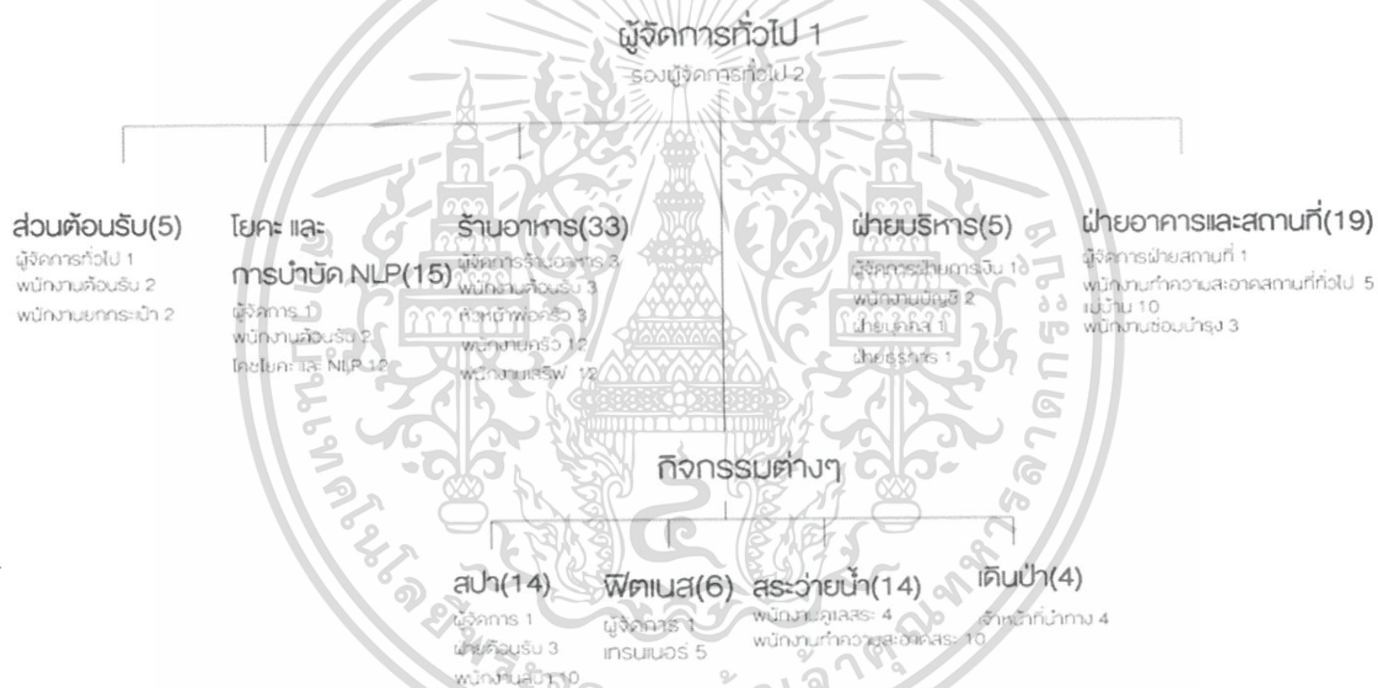 ผู้จัดการทั่วไป 1
รองผู้จัดการทั่วไป 2
ส่วนต้อนรับ(5)
ผู้จัดการทั่วไป 1
พนักงานต้อนรับ 2
พนักงานยกกระเป๋า 2
โยคะ และ
การบำบัด NLP(15)
ผู้จัดการ 1
พนักงานต้อนรับ 2
โคชโยคะ และ NLP 12
ร้านอาหาร(33)
ผู้จัดการร้านอาหาร 3
พนักงานต้อนรับ 3
หัวหน้าพ่อครัว 3
พนักงานครัว 12
พนักงานเสริฟ 12
ฝ่ายบริหาร(5)
ผู้จัดการฝ่ายการเงิน 1
พนักงานบัญชี 2
ฝ่ายบุคคล 1
ฝ่ายธุรการ 1
ฝ่ายอาคารและสถานที่(19)
ผู้จัดการฝ่ายสถานที่ 1
พนักงานทำความสะอาดสถานที่ทั่วไป 5
แม่บ้าน 10
พนักงานซ่อมบำรุง 3
กิจกรรมต่างๆ
สปา(14)
ผู้จัดการ 1
ฝ่ายต้อนรับ 3
พนักงานสปา 10
ฟิตเนส(6)
ผู้จัดการ 1
เทรนเนอร์ 5
สระว่ายน้ำ(14)
พนักงานดูแลสระ 4
พนักงานทำความสะอาดสระ 10
เดินป่า(4)
เจ้าหน้าที่นำทาง 4